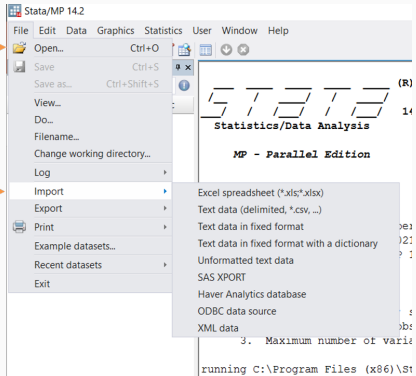 Stata/MP 14.2
File Edit Data Graphics Statistics User Window Help
Open... Ctrl+O
Save Ctrl+S
Save as... Ctrl+Shift+S
View...
Do...
Filename...
Change working directory...
Log
Import
Export
Print
Example datasets...
Recent datasets
Exit
Excel spreadsheet (*.xls;*.xlsx)
Text data (delimited, *.csv, ...)
Text data in fixed format
Text data in fixed format with a dictionary
Unformatted text data
SAS XPORT
Haver Analytics database
ODBC data source
XML data
(R)
14
Statistics/Data Analysis
MP - Parallel Edition
3. Maximum number of varia
running C:\Program Files (x86)\St